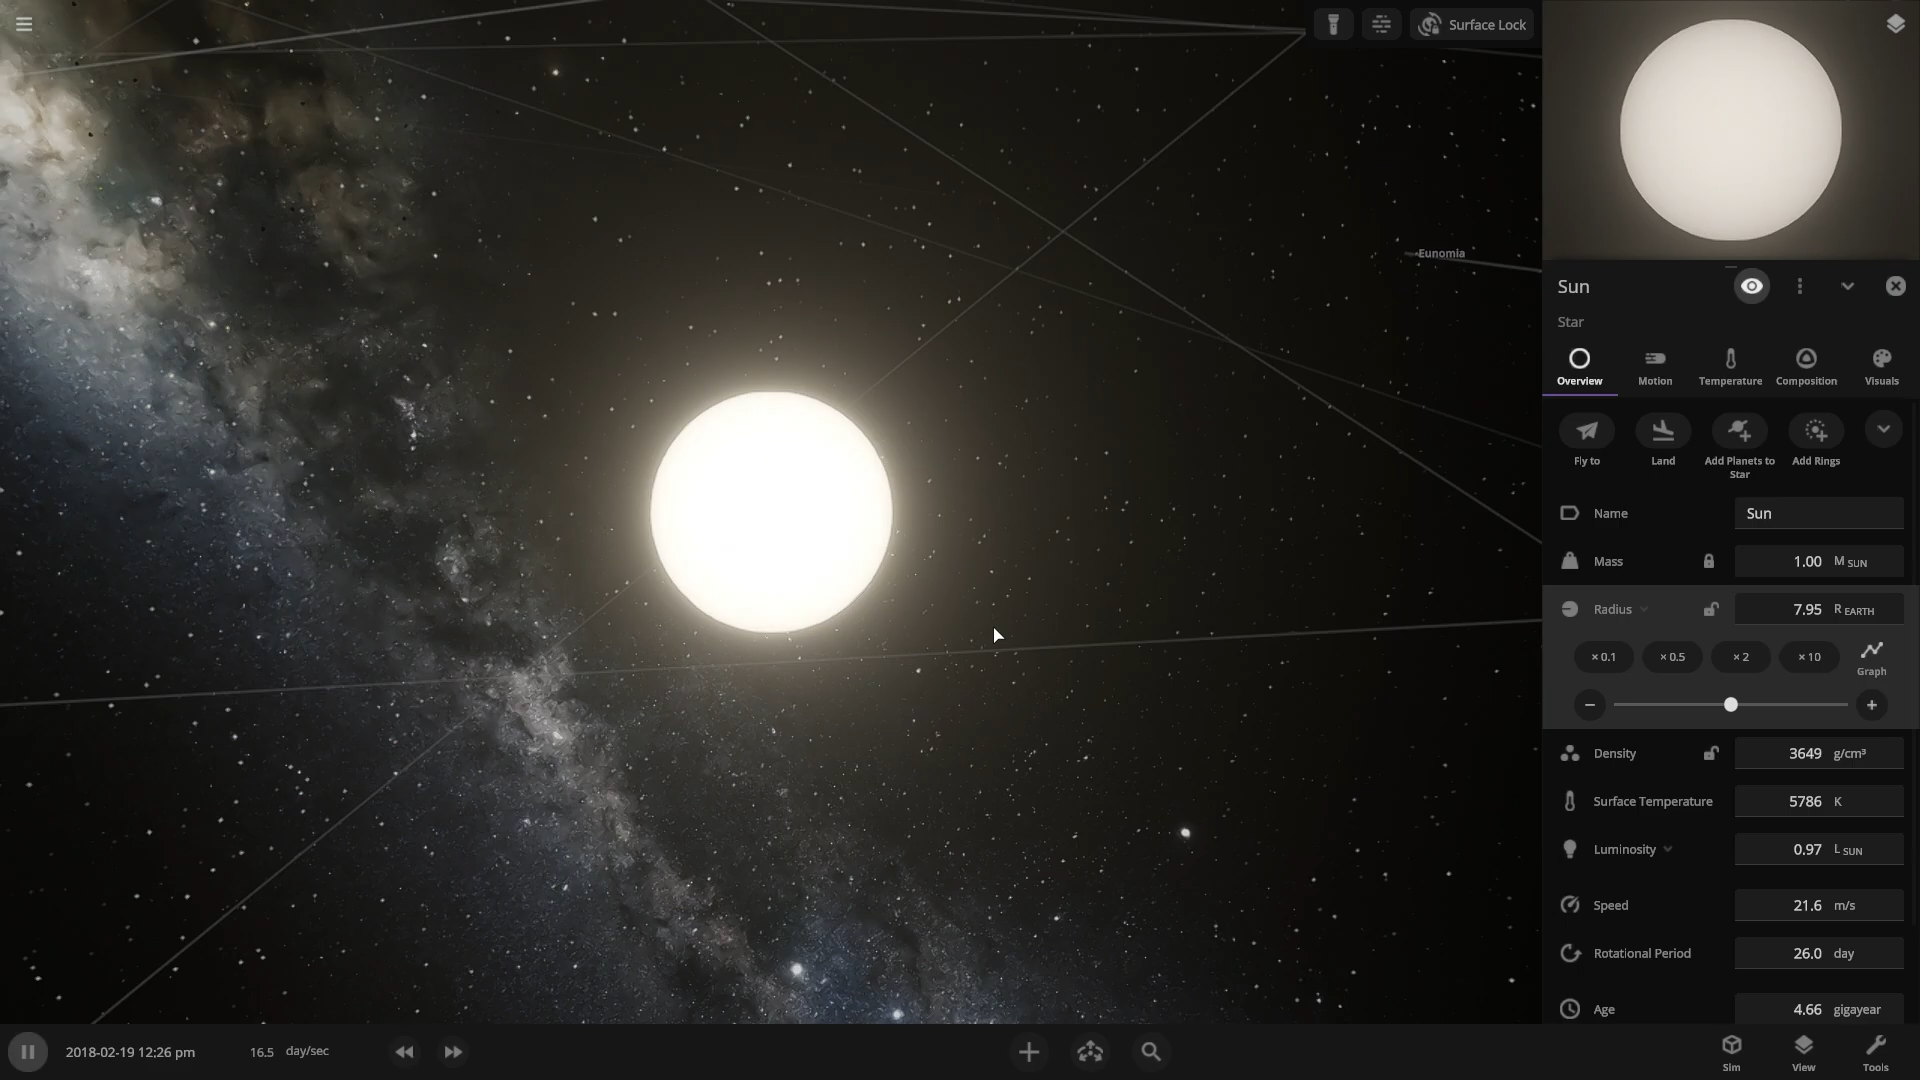 Surface Lock
Eunomia
Sun
Star
Overview Motion Temperature Composition Visuals
Fly to Land Add Planets to Star Add Rings
Name Sun
Mass 1.00 M SUN
Radius 7.95 R EARTH
× 0.1 × 0.5 × 2 × 10 Graph
Density 3649 g/cm³
Surface Temperature 5786 K
Luminosity 0.97 L SUN
Speed 21.6 m/s
Rotational Period 26.0 day
Age 4.66 gigayear
2018-02-19 12:26 pm 16.5 day/sec
Sim View Tools